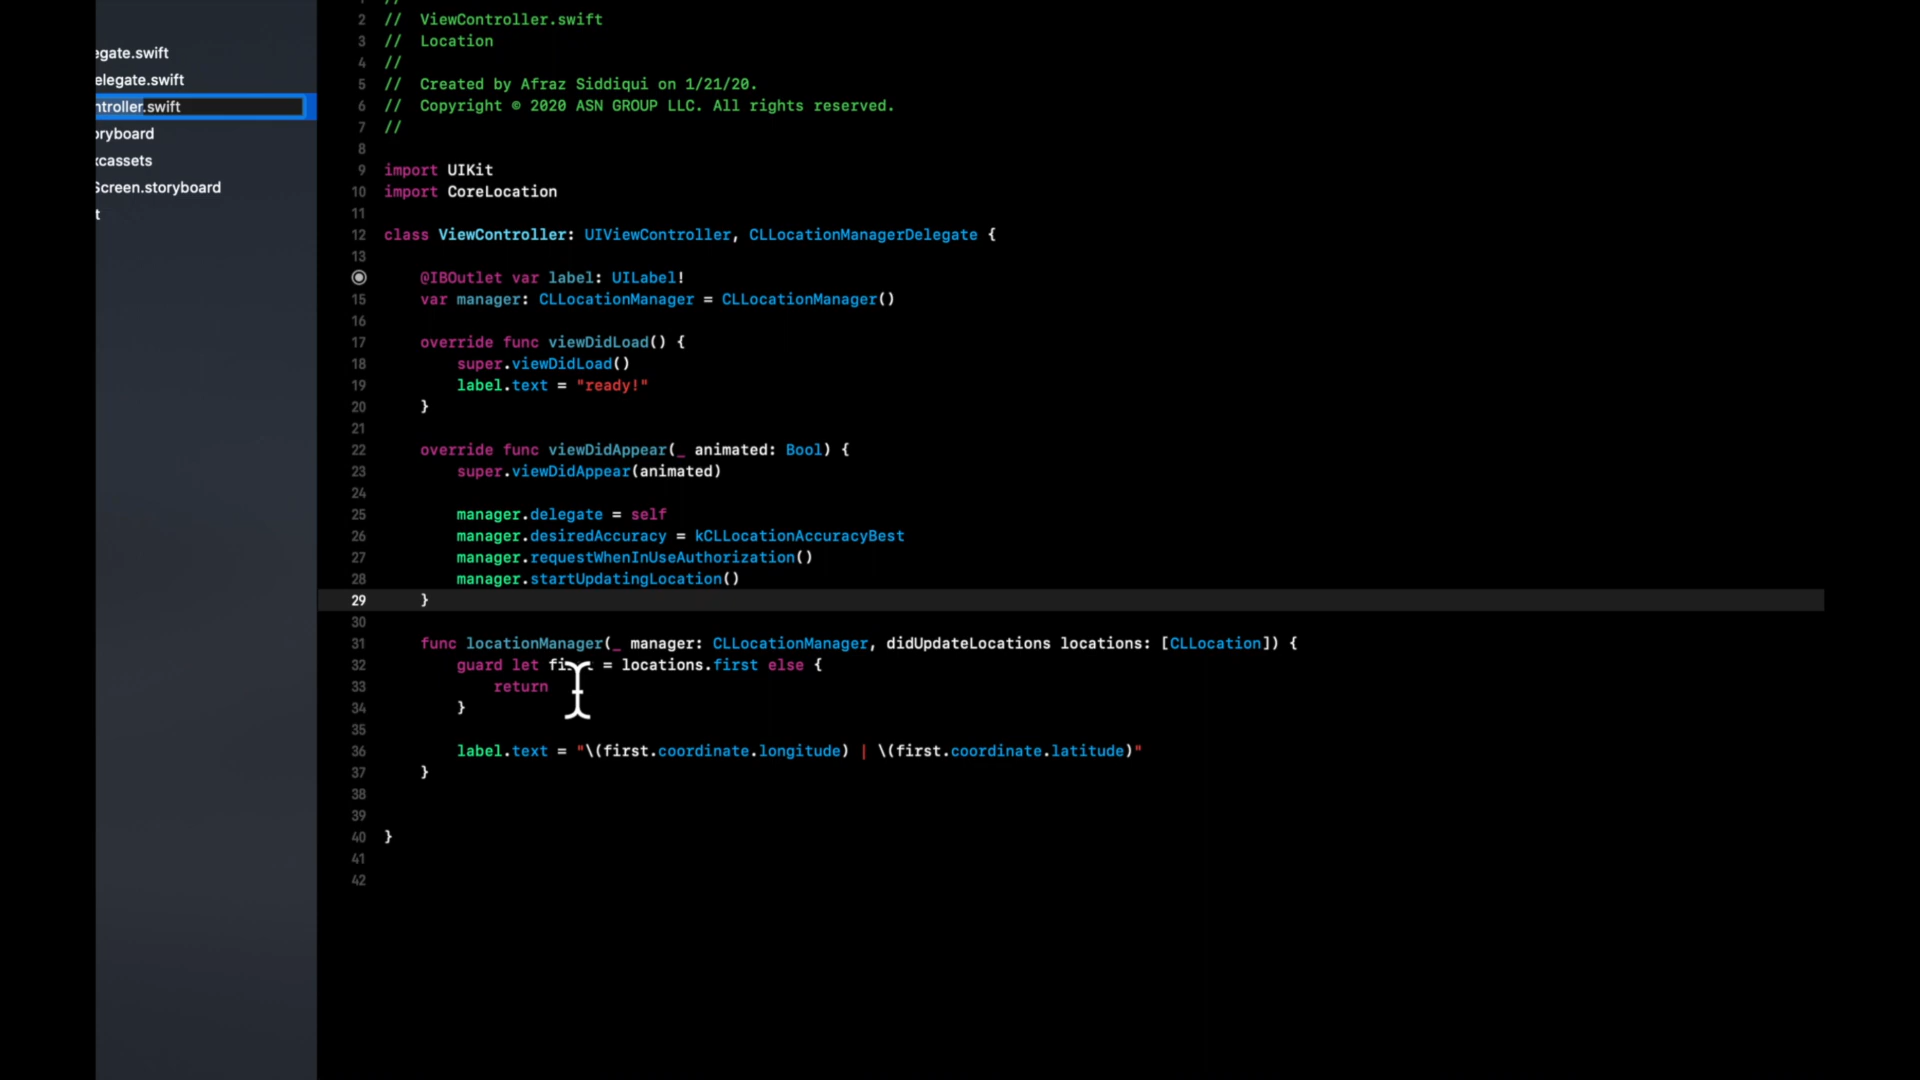 //
2 // ViewController.swift
3 // Location
4 //
5 // Created by Afraz Siddiqui on 1/21/20.
6 // Copyright © 2020 ASN GROUP LLC. All rights reserved.
7 //
8
9 import UIKit
10 import CoreLocation
11
12 class ViewController: UIViewController, CLLocationManagerDelegate {
13
@IBOutlet var label: UILabel!
15 var manager: CLLocationManager = CLLocationManager()
16
17 override func viewDidLoad() {
18 super.viewDidLoad()
19 label.text = "ready!"
20 }
21
22 override func viewDidAppear(_ animated: Bool) {
23 super.viewDidAppear(animated)
24
25 manager.delegate = self
26 manager.desiredAccuracy = kCLLocationAccuracyBest
27 manager.requestWhenInUseAuthorization()
28 manager.startUpdatingLocation()
29 }
30
31 func locationManager(_ manager: CLLocationManager, didUpdateLocations locations: [CLLocation]) {
32 guard let = locations.first else {
33 return
34 }
35
36 label.text = "\(first.coordinate.longitude) | \(first.coordinate.latitude)"
37 }
38
39
40 }
41
42
egate.swift
elegate.swift
ntroller.swift
oryboard
xcassets
Screen.storyboard
t